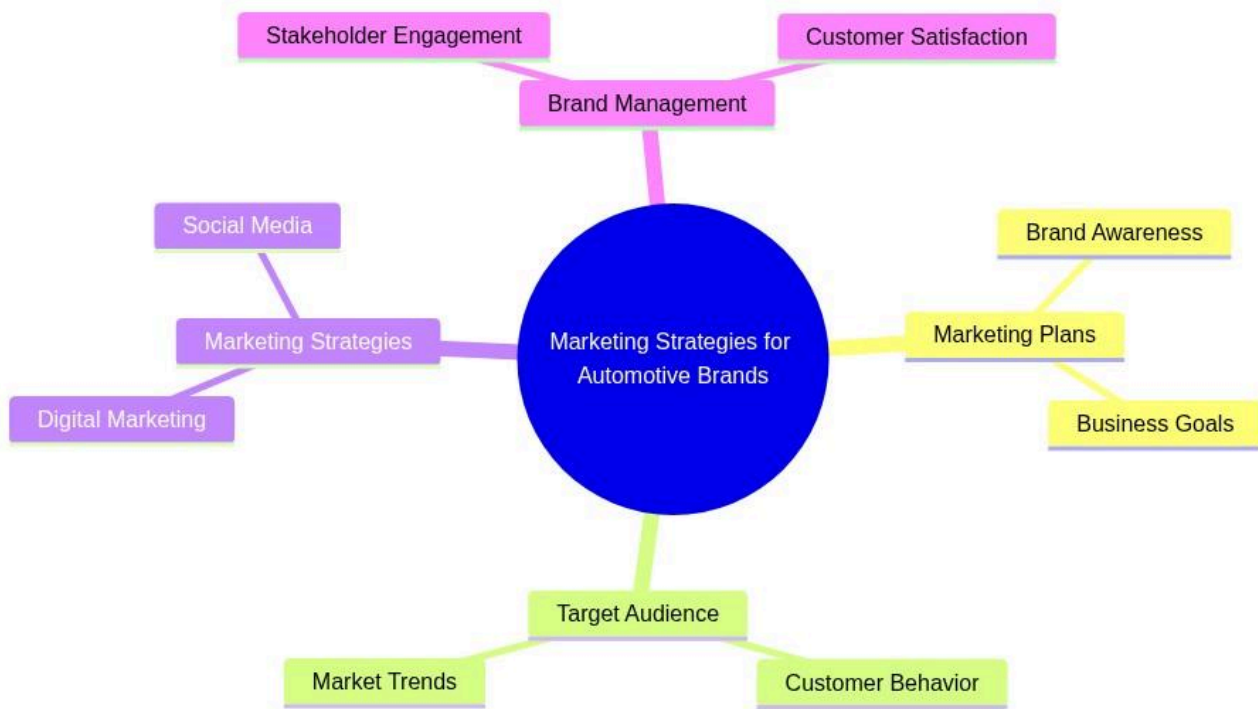 Stakeholder Engagement
Customer Satisfaction
Brand Management
Social Media
Brand Awareness
Marketing Strategies
Marketing Strategies for
Automotive Brands
Marketing Plans
Digital Marketing
Business Goals
Target Audience
Market Trends
Customer Behavior